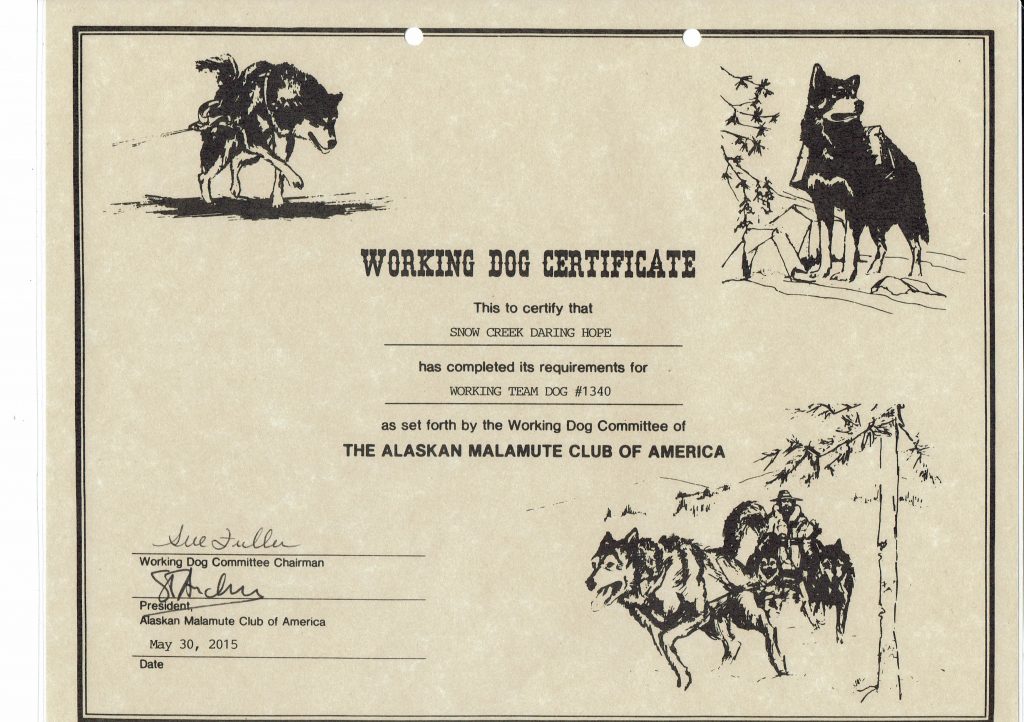 WORKING DOG CERTIFICATE
This to certify that
SNOW CREEK DARING HOPE
has completed its requirements for
WORKING TEAM DOG #1340
as set forth by the Working Dog Committee of
THE ALASKAN MALAMUTE CLUB OF AMERICA
Sue Fuller
Working Dog Committee Chairman
President,
Alaskan Malamute Club of America
May 30, 2015
Date